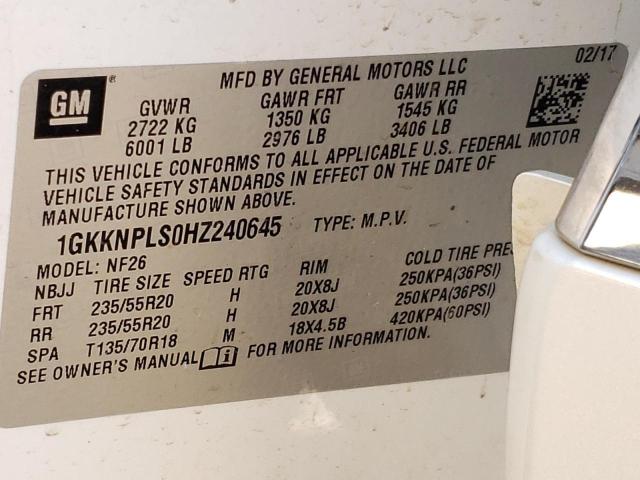 GM ®
MFD BY GENERAL MOTORS LLC 02/17
GVWR GAWR FRT GAWR RR
2722 KG 1350 KG 1545 KG
6001 LB 2976 LB 3406 LB
THIS VEHICLE CONFORMS TO ALL APPLICABLE U.S. FEDERAL MOTOR
VEHICLE SAFETY STANDARDS IN EFFECT ON THE DATE OF
MANUFACTURE SHOWN ABOVE.
1GKKNPLS0HZ240645 TYPE: M.P.V.
MODEL: NF26
NBJJ TIRE SIZE SPEED RTG RIM COLD TIRE PRE
FRT 235/55R20 H 20X8J 250KPA(36PSI)
RR 235/55R20 H 20X8J 250KPA(36PSI)
SPA T135/70R18 M 18X4.5B 420KPA(60PSI)
SEE OWNER'S MANUAL FOR MORE INFORMATION.